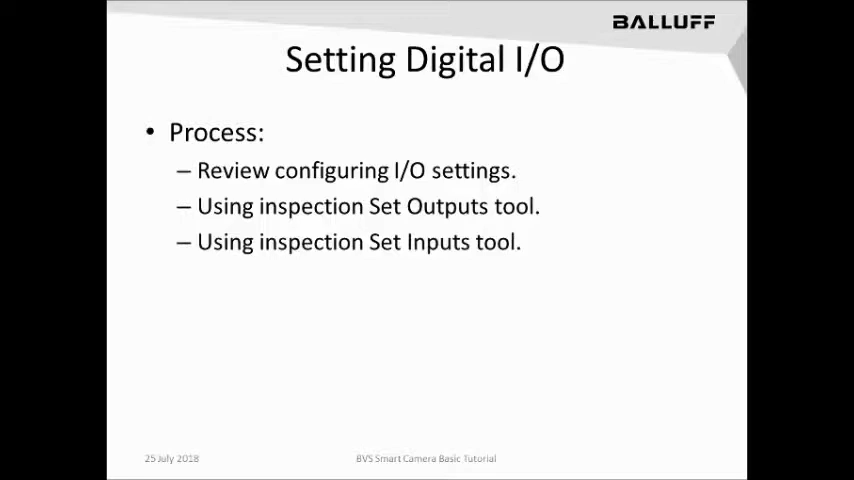 BALLUFF
Setting Digital I/O
• Process:
– Review configuring I/O settings.
– Using inspection Set Outputs tool.
– Using inspection Set Inputs tool.
25 July 2018
BVS Smart Camera Basic Tutorial